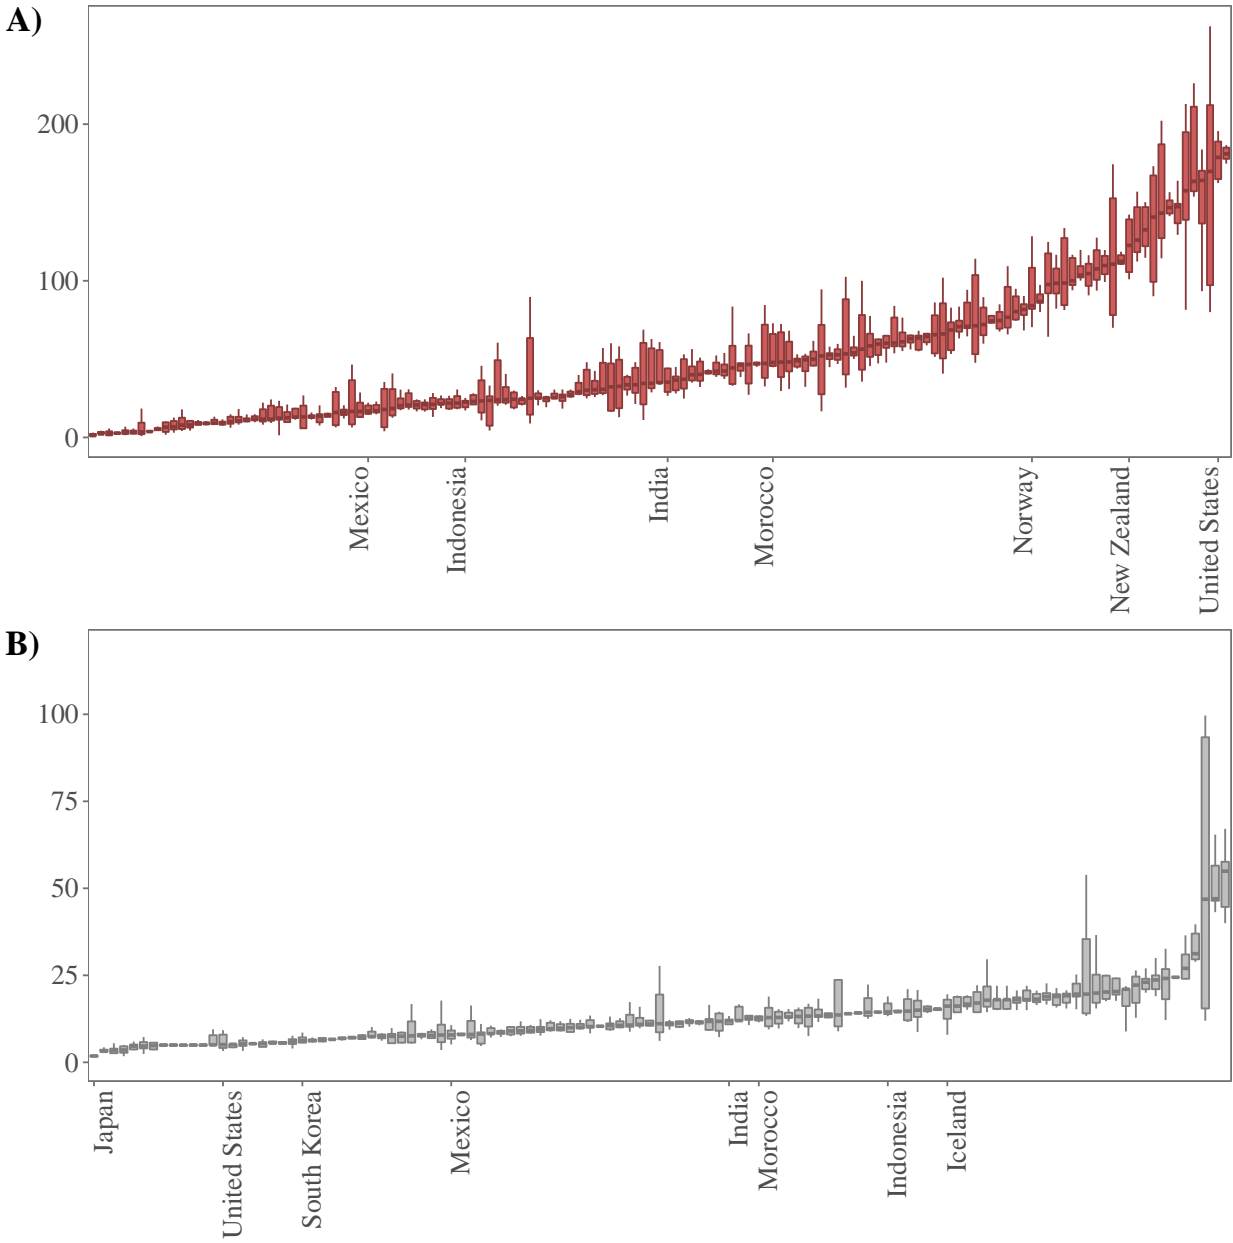 A)
200
100
0
Mexico
Indonesia
India
Morocco
Norway
New Zealand
United States
B)
100
75
50
25
0
Japan
United States
South Korea
Mexico
India
Morocco
Indonesia
Iceland